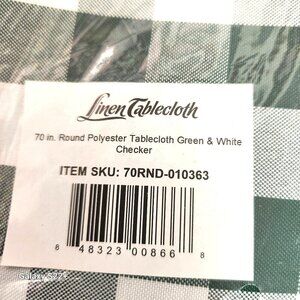 Linen Tablecloth
70 in. Round Polyester Tablecloth Green & White
Checker
ITEM SKU: 70RND-010363
8 48323 00866 8